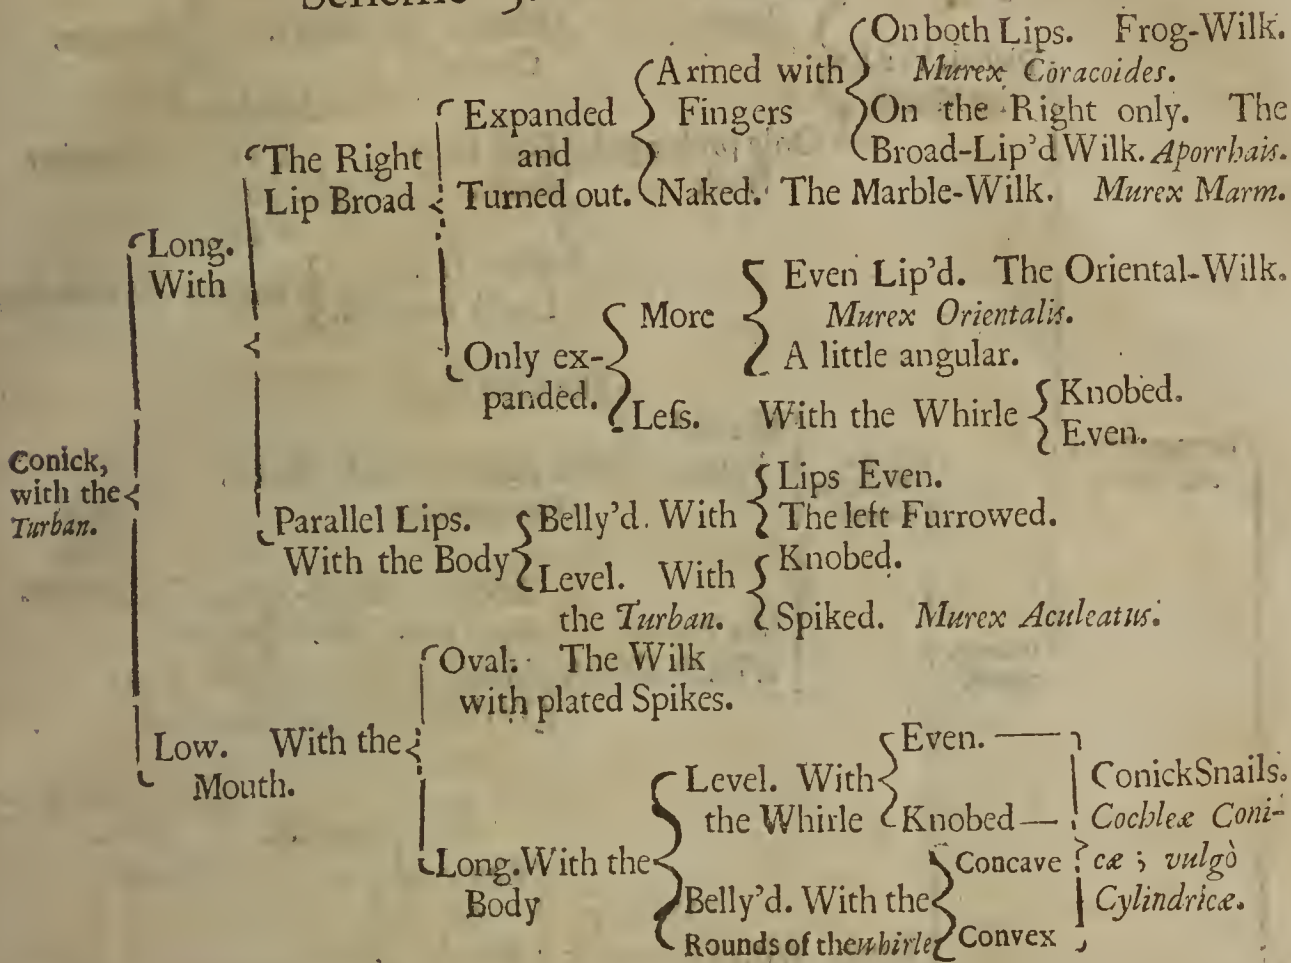 Scheme 3.
On both Lips. Frog-Wilk.
Murex Coracoides.
Armed with
Fingers
On the Right only. The
Broad-Lip'd Wilk. Aporrhais.
Expanded
and
Turned out.
Naked. The Marble-Wilk. Murex Marm.
The Right
Lip Broad
Long.
With
Even Lip'd. The Oriental-Wilk.
Murex Orientalis.
More
A little angular.
Only ex-
panded.
Leſs. With the Whirle
Knobed.
Even.
Conick,
with the
Turban.
Parallel Lips.
With the Body
Belly'd. With
Lips Even.
The left Furrowed.
Level. With
the Turban.
Knobed.
Spiked. Murex Aculeatus.
Oval. The Wilk
with plated Spikes.
Low. With the
Mouth.
Level. With
the Whirle
Even.
Knobed
Long. With the
Body
Belly'd. With the
Rounds of the whirle
Concave
Convex
Conick Snails.
Cochleæ Coni-
cæ; vulgò
Cylindricæ.